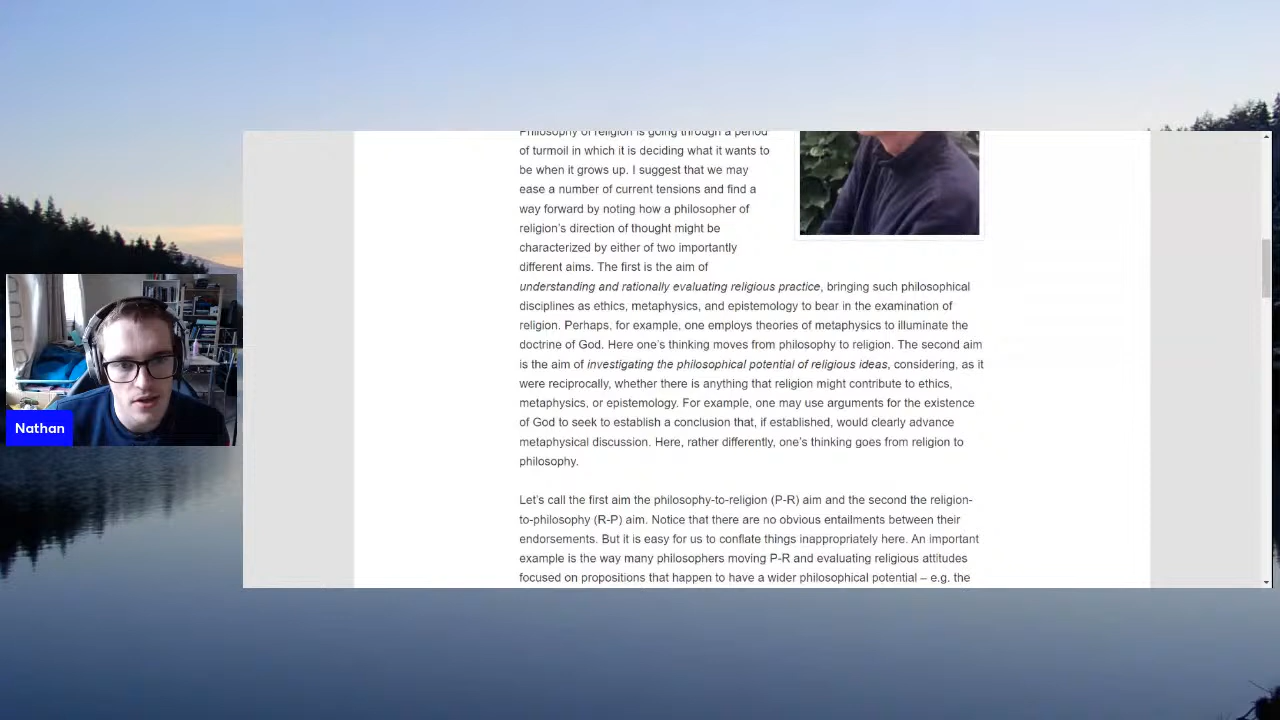 Philosophy of religion is going through a period
of turmoil in which it is deciding what it wants to
be when it grows up. I suggest that we may
ease a number of current tensions and find a
way forward by noting how a philosopher of
religion’s direction of thought might be
characterized by either of two importantly
different aims. The first is the aim of
understanding and rationally evaluating religious practice, bringing such philosophical
disciplines as ethics, metaphysics, and epistemology to bear in the examination of
religion. Perhaps, for example, one employs theories of metaphysics to illuminate the
doctrine of God. Here one’s thinking moves from philosophy to religion. The second aim
is the aim of investigating the philosophical potential of religious ideas, considering, as it
were reciprocally, whether there is anything that religion might contribute to ethics,
metaphysics, or epistemology. For example, one may use arguments for the existence
of God to seek to establish a conclusion that, if established, would clearly advance
metaphysical discussion. Here, rather differently, one’s thinking goes from religion to
philosophy.
Let’s call the first aim the philosophy-to-religion (P-R) aim and the second the religion-
to-philosophy (R-P) aim. Notice that there are no obvious entailments between their
endorsements. But it is easy for us to conflate things inappropriately here. An important
example is the way many philosophers moving P-R and evaluating religious attitudes
focused on propositions that happen to have a wider philosophical potential – e.g. the
Nathan